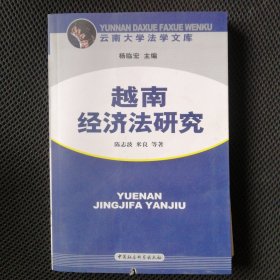 YUNNAN DAXUE FAXUE WENKU
云南大学法学文库
杨临宏 主编
越南
经济法研究
陈志波 米良 等著
YUENAN
JINGJIFA YANJIU
中国社会科学出版社